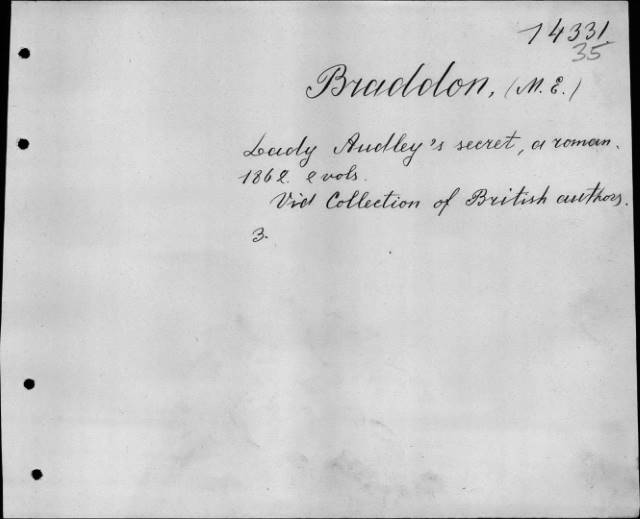 14331.
35
Braddon, (M. E.)
Lady Audley's secret, a roman.
1862. 2 vols.
Vid Collection of British authors.
3.